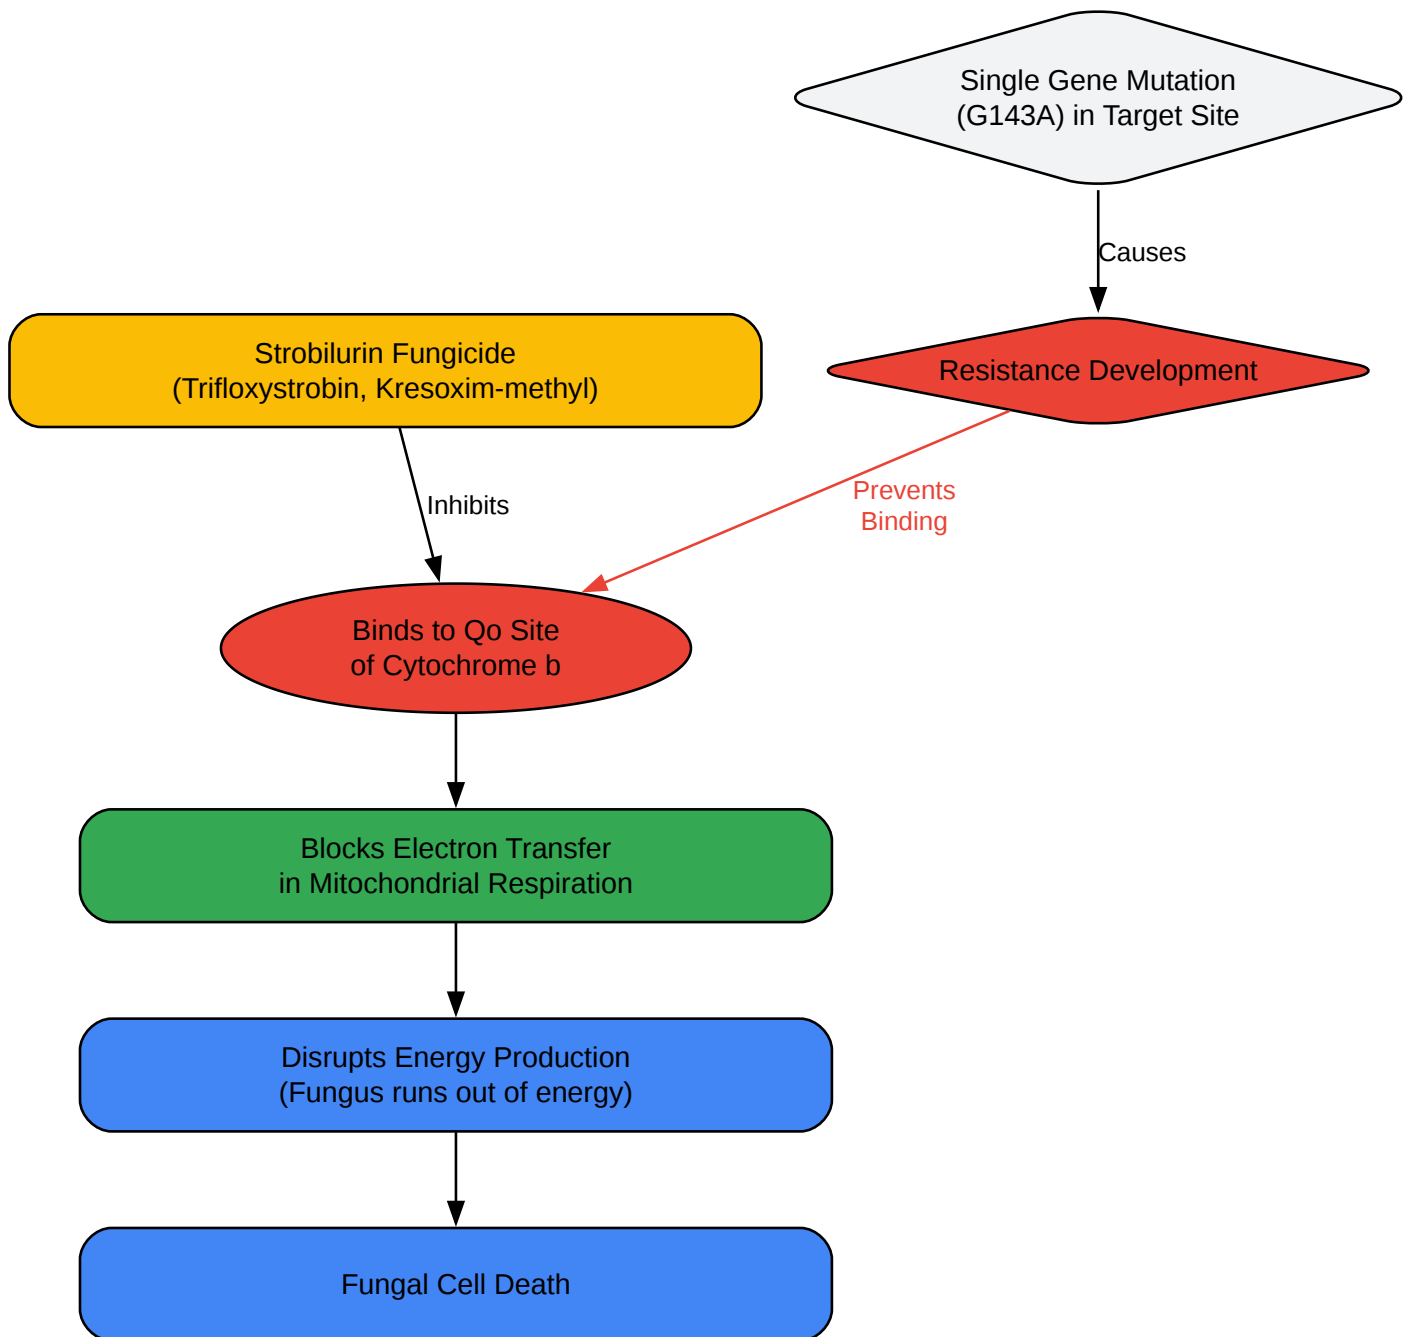 Single Gene Mutation
(G143A) in Target Site
Causes
Strobilurin Fungicide
(Trifloxystrobin, Kresoxim-methyl)
Resistance Development
Inhibits
Prevents
Binding
Binds to Qo Site
of Cytochrome b
Blocks Electron Transfer
in Mitochondrial Respiration
Disrupts Energy Production
(Fungus runs out of energy)
Fungal Cell Death